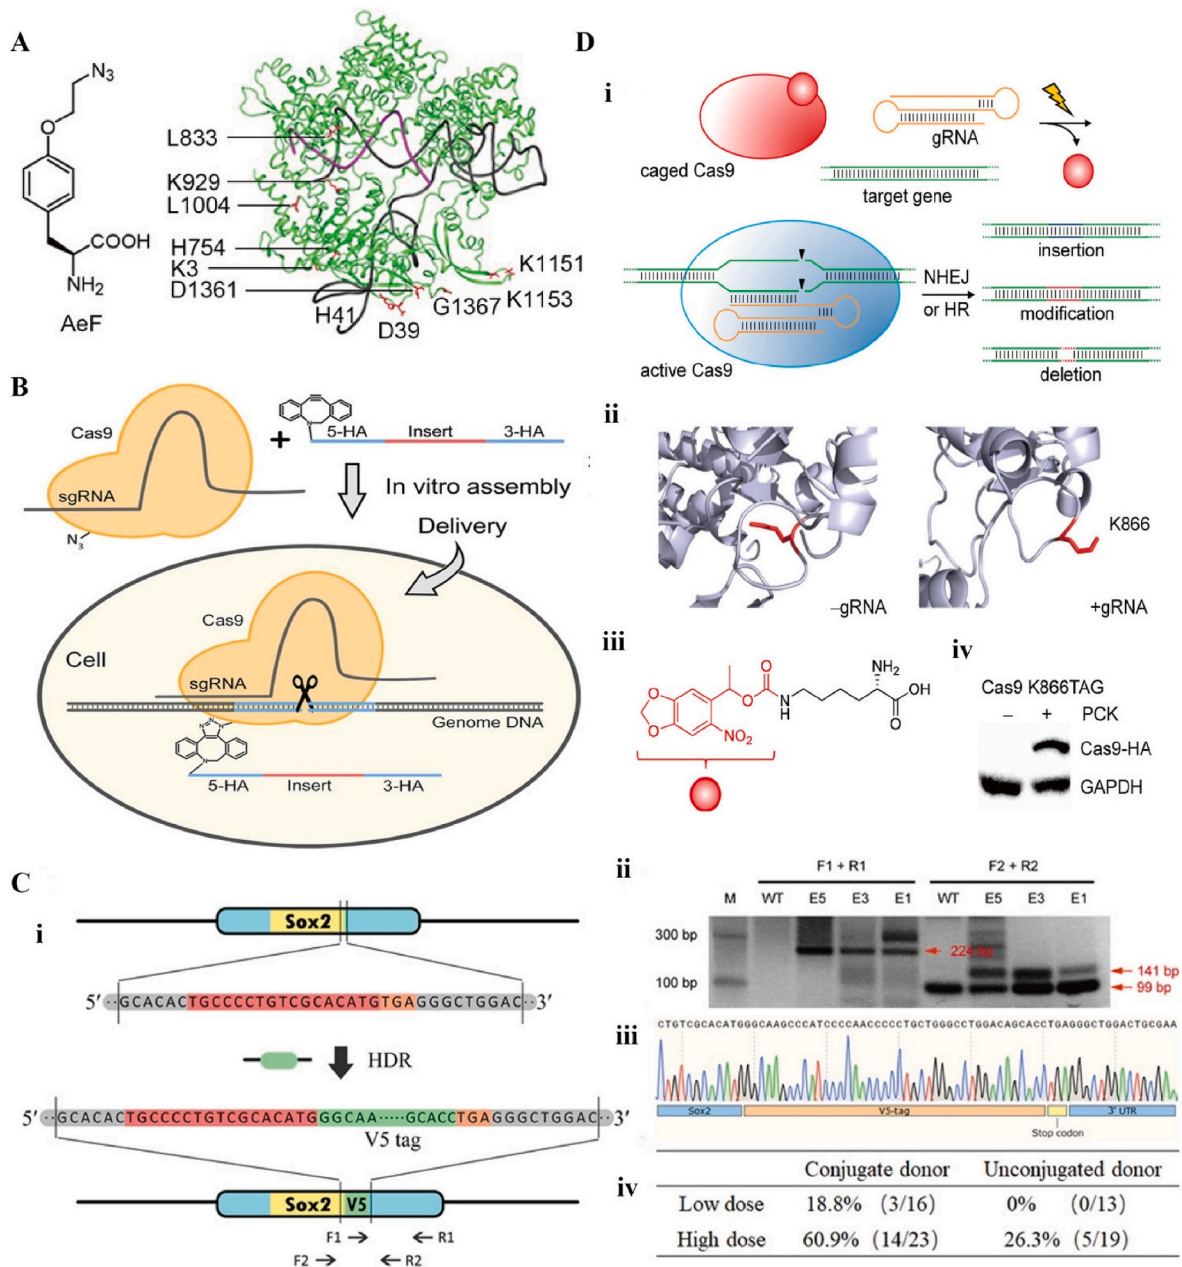 A
N3
O
COOH
NH2
AeF
L833
K929
L1004
H754
K3
D1361
H41
D39
G1367
K1151
K1153
B
Cas9
sgRNA
N3
+
5-HA
Insert
3-HA
In vitro assembly
Delivery
Cell
Cas9
sgRNA
Genome DNA
N=N
N
N
5-HA
Insert
3-HA
C
i
Sox2
5′ ··GCACACTGCCCCTGTCGCACATGTGAGGGCTGGAC·· 3′
HDR
5′ ··GCACACTGCCCCTGTCGCACATGGGCAA·····GCACCTGAGGGCTGGAC·· 3′
V5 tag
Sox2 V5
F1
R1
F2
R2
D
i
caged Cas9
gRNA
target gene
active Cas9
NHEJ
or HR
insertion
modification
deletion
ii
–gRNA
K866
+gRNA
iii
O
O
O
O
N
H
NO2
NH2
OH
O
iv
Cas9 K866TAG
– + PCK
Cas9-HA
GAPDH
ii
F1 + R1 F2 + R2
M WT E5 E3 E1 WT E5 E3 E1
300 bp
100 bp
224 bp
141 bp
99 bp
iii
CTGTCGCACATGGGCAAGCCCATCCCCAACCCCCTGCTGGGCCTGGACAGCACCTGAGGGCTGGACTGCGAA
Sox2
V5-tag
3' UTR
Stop codon
iv
Conjugate donor Unconjugated donor
Low dose 18.8% (3/16) 0% (0/13)
High dose 60.9% (14/23) 26.3% (5/19)